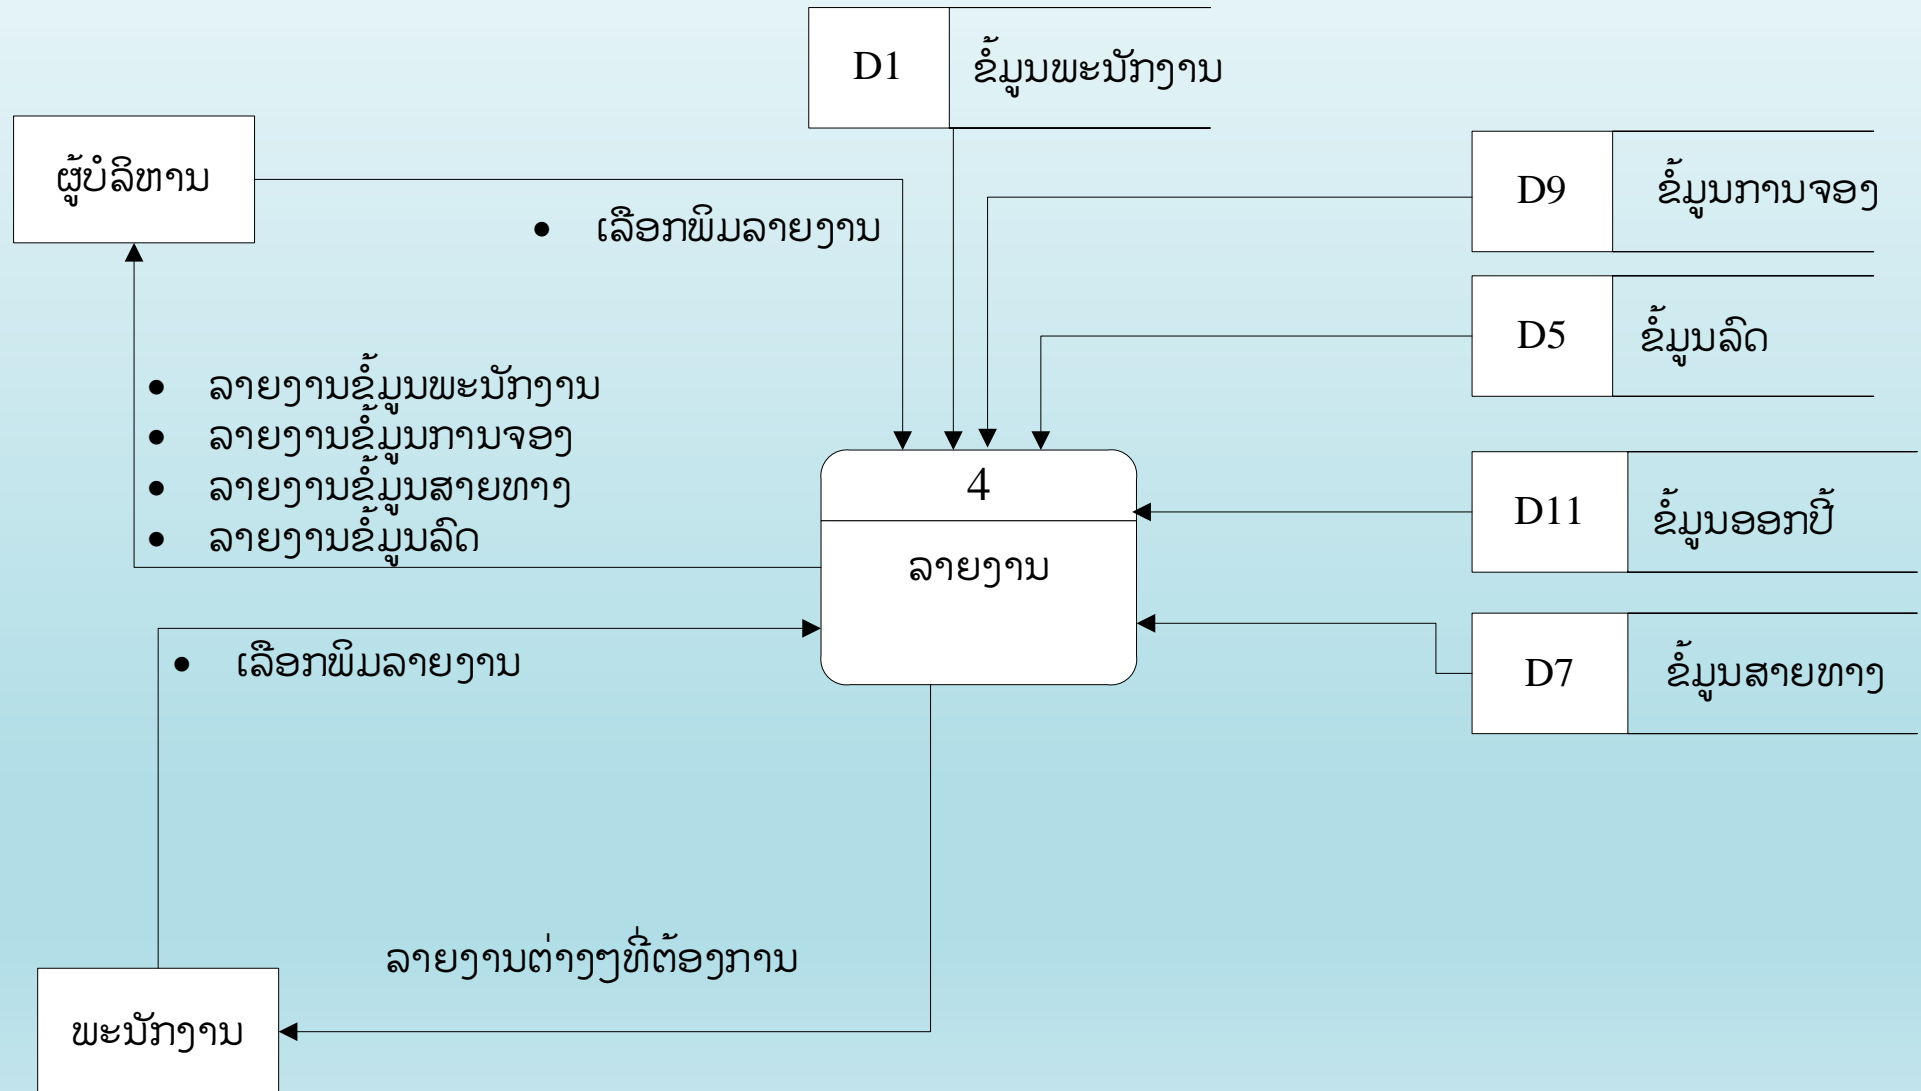 D1 ຂໍ້ມູນພະນັກງານ
ຜູ້ບໍລິຫານ
D9 ຂໍ້ມູນການຈອງ
• ເລືອກພິມລາຍງານ
D5 ຂໍ້ມູນລົດ
• ລາຍງານຂໍ້ມູນພະນັກງານ
• ລາຍງານຂໍ້ມູນການຈອງ
• ລາຍງານຂໍ້ມູນສາຍທາງ
• ລາຍງານຂໍ້ມູນລົດ
4
ລາຍງານ
D11 ຂໍ້ມູນອອກປີ້
• ເລືອກພິມລາຍງານ
D7 ຂໍ້ມູນສາຍທາງ
ລາຍງານຕ່າງໆທີ່ຕ້ອງການ
ພະນັກງານ